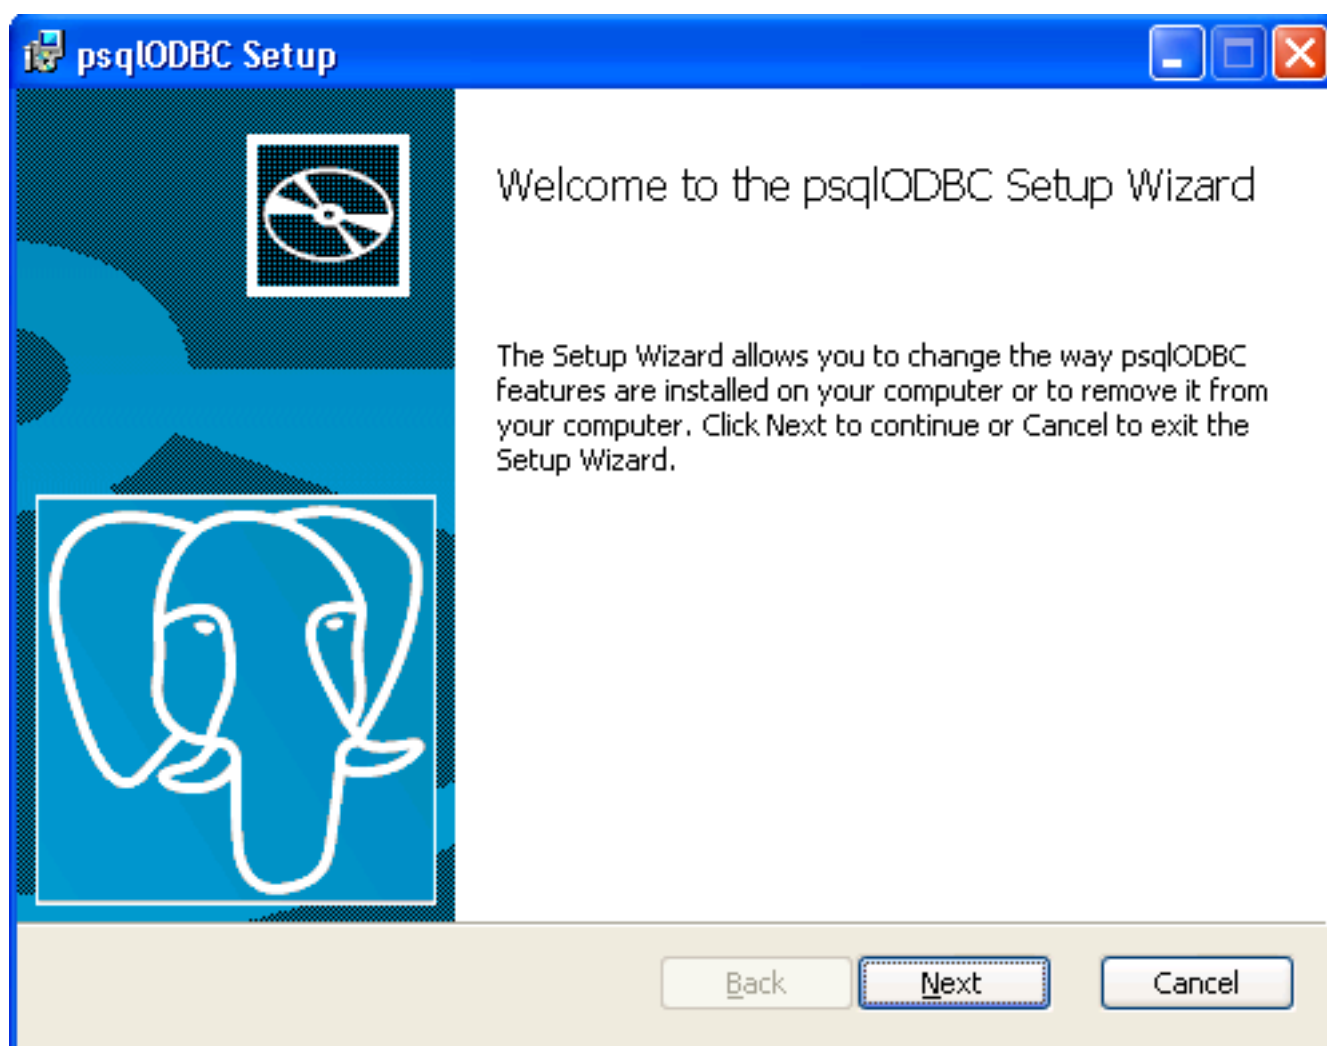 psqlODBC Setup
Welcome to the psqlODBC Setup Wizard
The Setup Wizard allows you to change the way psqlODBC
features are installed on your computer or to remove it from
your computer. Click Next to continue or Cancel to exit the
Setup Wizard.
Back
Next
Cancel